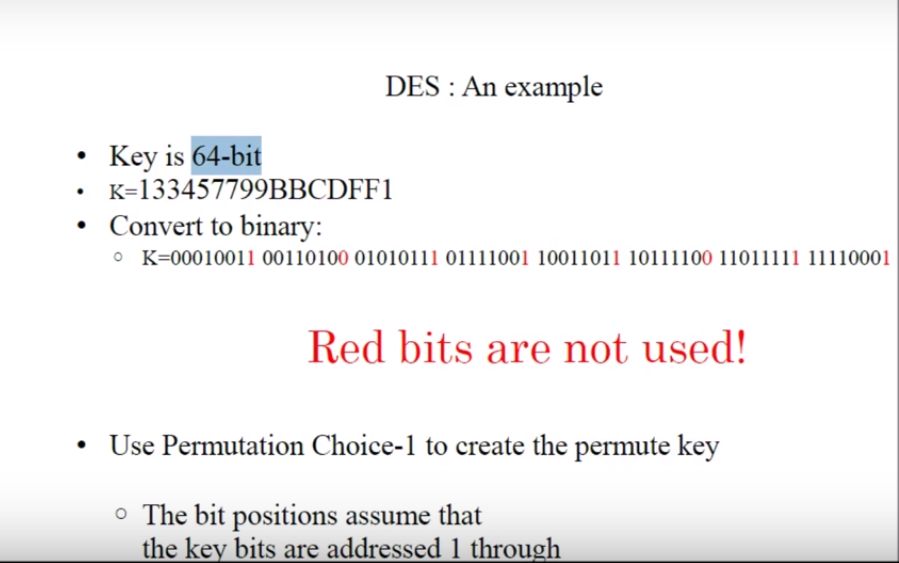 DES : An example
• Key is 64-bit
• K=133457799BBCDFF1
• Convert to binary:
○ K=00010011 00110100 01010111 01111001 10011011 10111100 11011111 11110001
Red bits are not used!
• Use Permutation Choice-1 to create the permute key
○ The bit positions assume that
the key bits are addressed 1 through